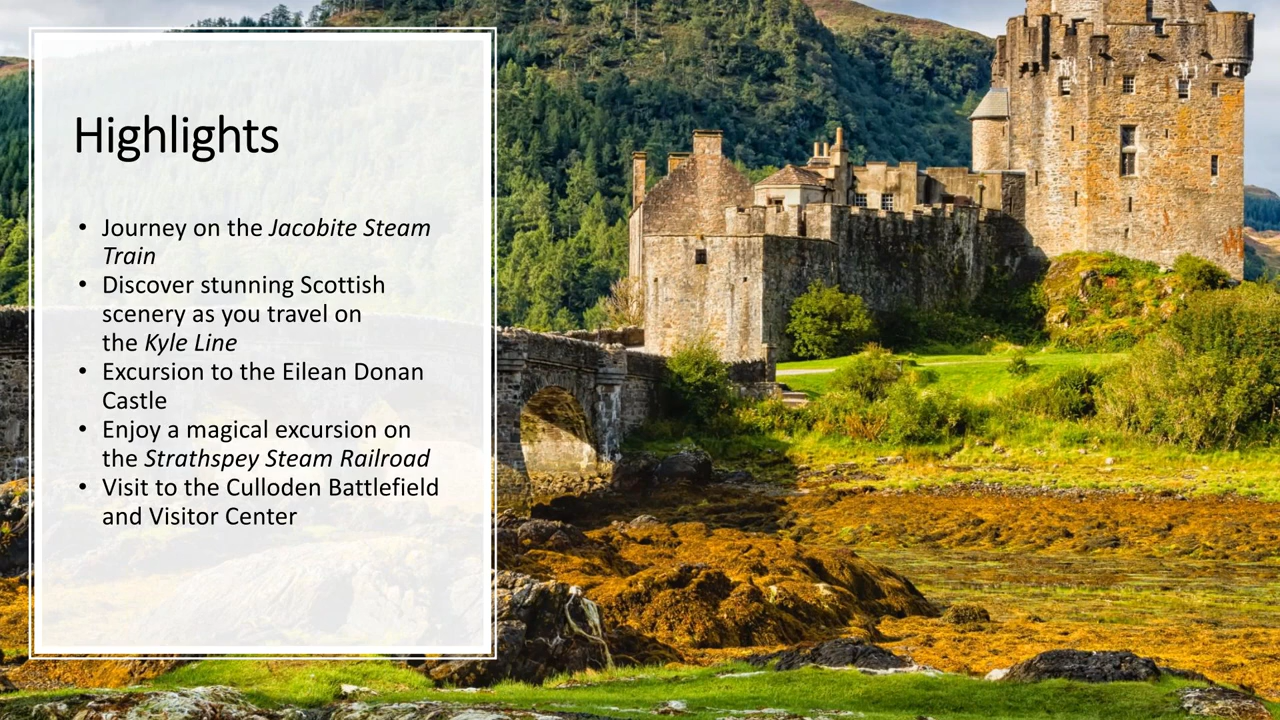 Highlights
• Journey on the Jacobite Steam
Train
• Discover stunning Scottish
scenery as you travel on
the Kyle Line
• Excursion to the Eilean Donan
Castle
• Enjoy a magical excursion on
the Strathspey Steam Railroad
• Visit to the Culloden Battlefield
and Visitor Center